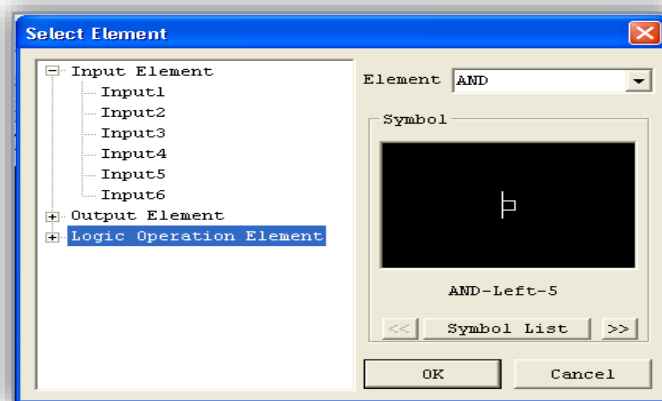 Select Element
Input Element
Input1
Input2
Input3
Input4
Input5
Input6
Output Element
Logic Operation Element
Element AND
Symbol
AND-Left-5
<< Symbol List >>
OK Cancel